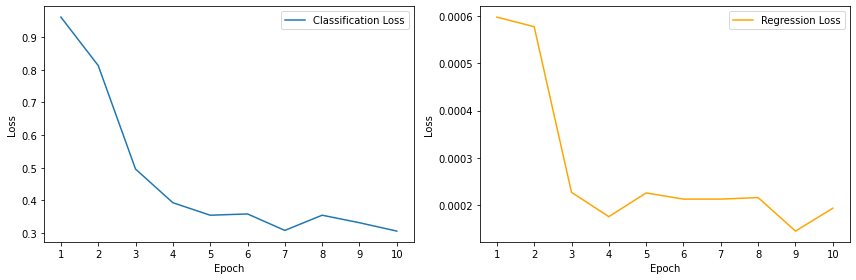 Classification Loss
Loss
0.9
0.8
0.7
0.6
0.5
0.4
0.3
1 2 3 4 5 6 7 8 9 10
Epoch
Regression Loss
Loss
0.0006
0.0005
0.0004
0.0003
0.0002
1 2 3 4 5 6 7 8 9 10
Epoch